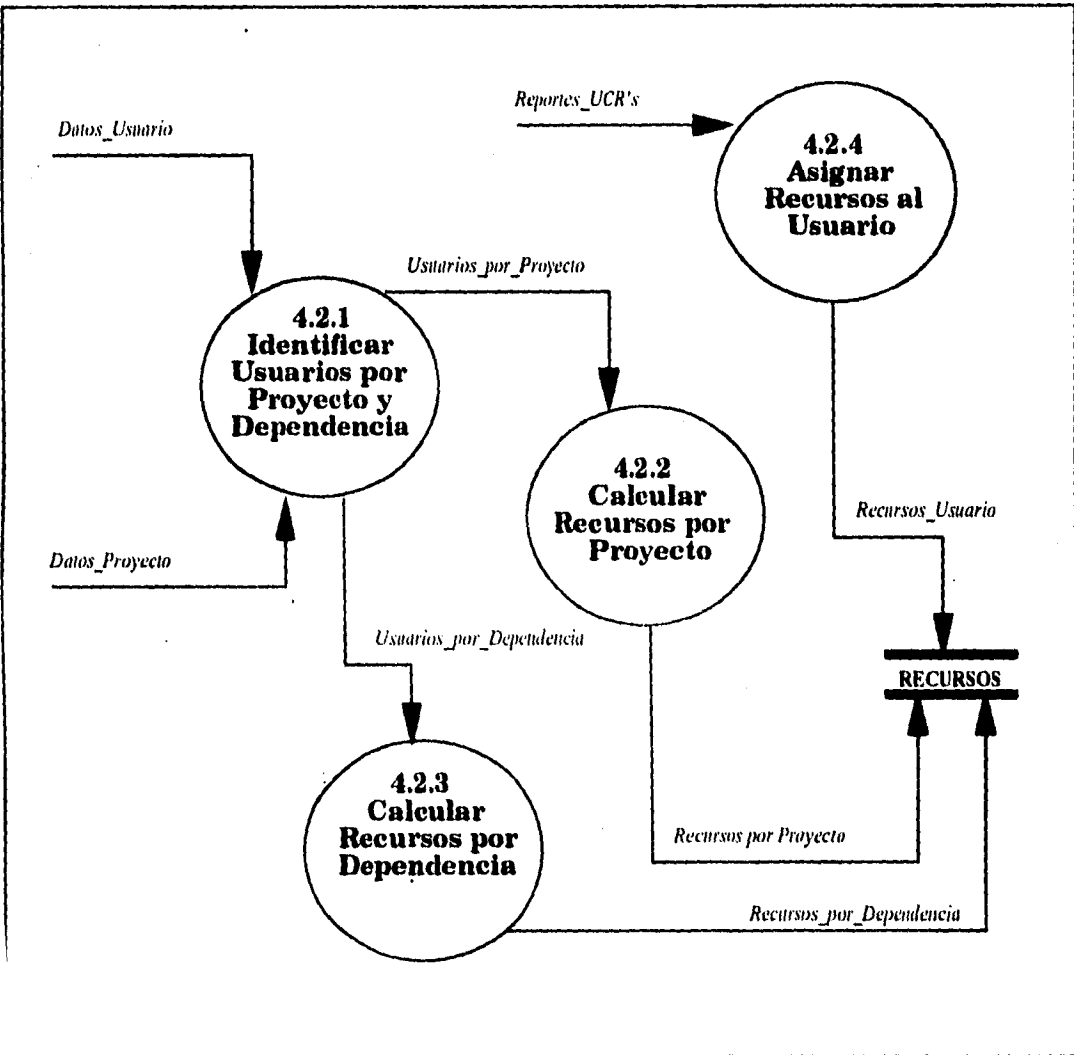 Reportes_UCR's
Datos_Usuario
4.2.4
Asignar
Recursos al
Usuario
Usuarios_por_Proyecto
4.2.1
Identificar
Usuarios por
Proyecto y
Dependencia
4.2.2
Calcular
Recursos por
Proyecto
Recursos_Usuario
Datos_Proyecto
Usuarios_por_Dependencia
RECURSOS
4.2.3
Calcular
Recursos por
Dependencia
Recursos por Proyecto
Recursos_por_Dependencia